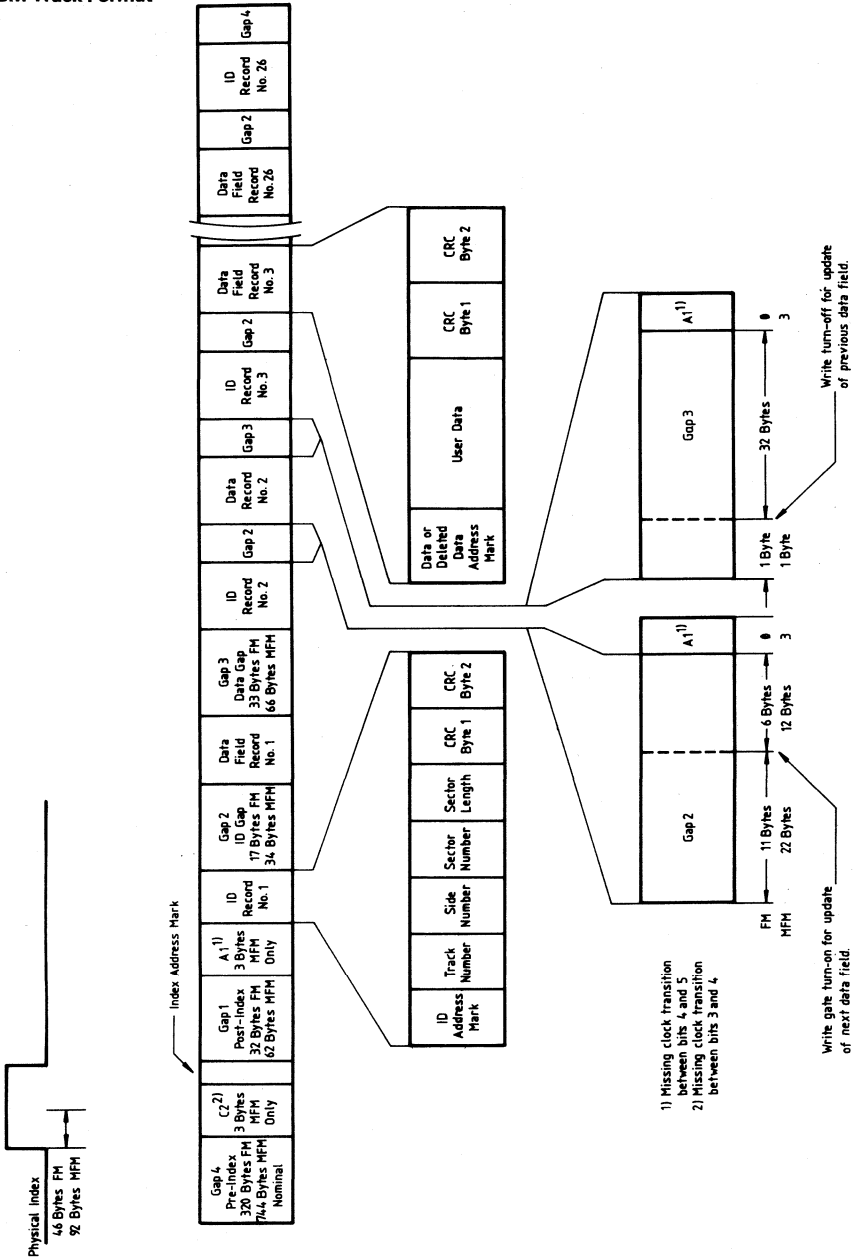 Physical Index
46 Bytes FM
92 Bytes MFM
Index Address Mark
Gap 4
Pre-Index
320 Bytes FM
744 Bytes MFM
Nominal
C2 2)
3 Bytes
MFM
Only
Gap 1
Post-Index
32 Bytes FM
62 Bytes MFM
A1 1)
3 Bytes
MFM
Only
ID
Record
No. 1
Gap 2
ID Gap
17 Bytes FM
34 Bytes MFM
Data
Field
Record
No. 1
Gap 3
Data Gap
33 Bytes FM
66 Bytes MFM
ID
Record
No. 2
Gap 2
Data
Record
No. 2
Gap 3
ID
Record
No. 3
Gap 2
Data
Field
Record
No. 3
Data
Field
Record
No.26
Gap 2
ID
Record
No. 26
Gap 4
ID
Address
Mark
Track
Number
Side
Number
Sector
Number
Sector
Length
CRC
Byte 1
CRC
Byte 2
Data or
Deleted
Data
Address
Mark
User Data
CRC
Byte 1
CRC
Byte 2
Gap 2
A1 1)
FM
11 Bytes
6 Bytes
0
MFM
22 Bytes
12 Bytes
3
Gap 3
A1 1)
1 Byte
32 Bytes
0
1 Byte
3
1) Missing clock transition
between bits 4 and 5
2) Missing clock transition
between bits 3 and 4
Write gate turn-on for update
of next data field.
Write turn-off for update
of previous data field.